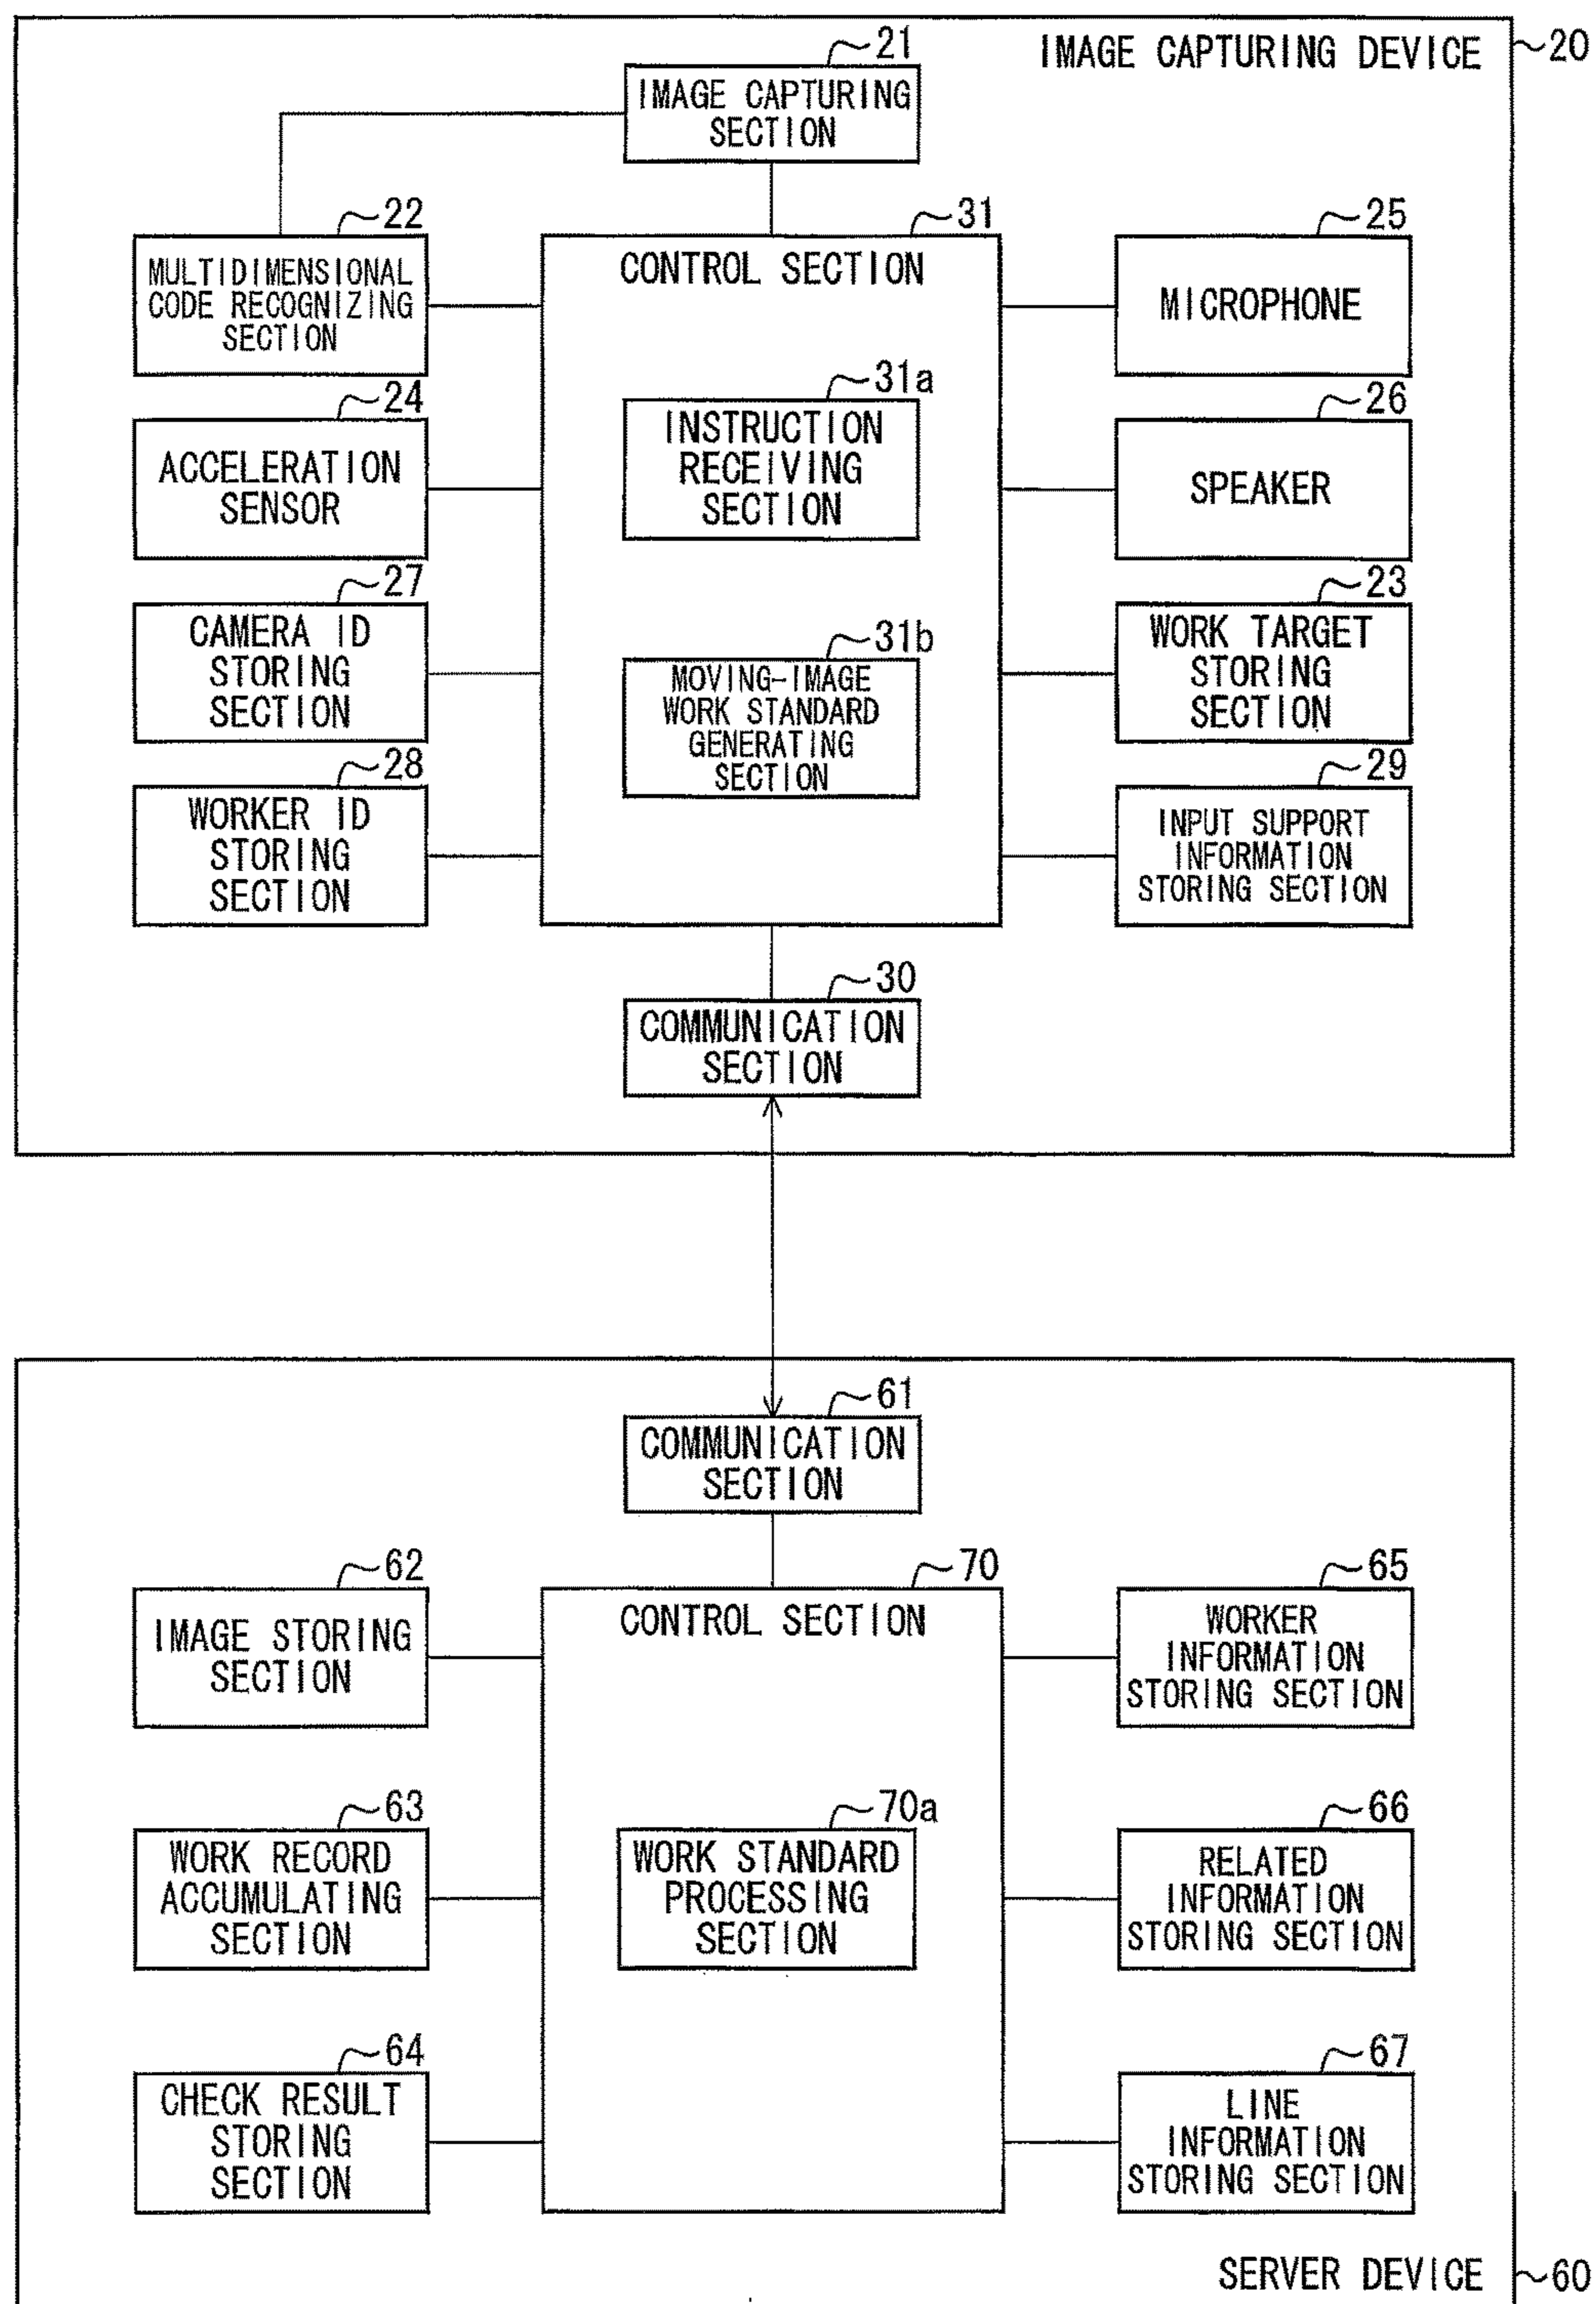 IMAGE CAPTURING DEVICE
20
21
IMAGE CAPTURING
SECTION
22
MULTIDIMENSIONAL
CODE RECOGNIZING
SECTION
31
CONTROL SECTION
25
MICROPHONE
24
ACCELERATION
SENSOR
31a
INSTRUCTION
RECEIVING
SECTION
26
SPEAKER
27
CAMERA ID
STORING
SECTION
31b
MOVING-IMAGE
WORK STANDARD
GENERATING
SECTION
23
WORK TARGET
STORING
SECTION
28
WORKER ID
STORING
SECTION
29
INPUT SUPPORT
INFORMATION
STORING SECTION
30
COMMUNICATION
SECTION
61
COMMUNICATION
SECTION
62
IMAGE STORING
SECTION
70
CONTROL SECTION
65
WORKER
INFORMATION
STORING SECTION
63
WORK RECORD
ACCUMULATING
SECTION
70a
WORK STANDARD
PROCESSING
SECTION
66
RELATED
INFORMATION
STORING SECTION
64
CHECK RESULT
STORING
SECTION
67
LINE
INFORMATION
STORING SECTION
SERVER DEVICE
60